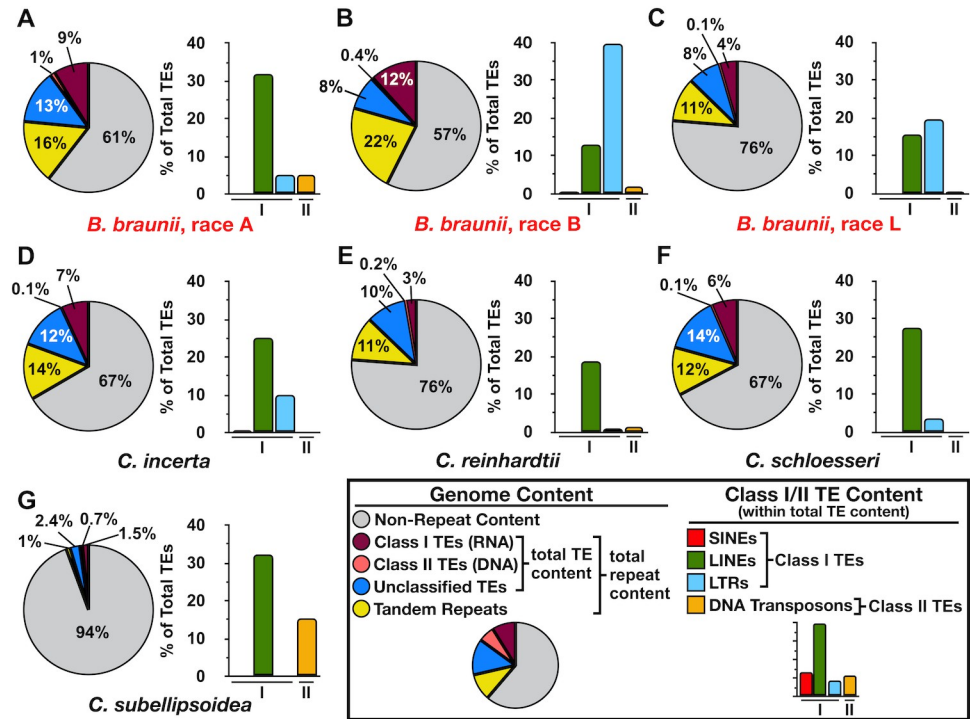 A
9%
1%
13%
16%
61%
% of Total TEs
40
30
20
10
0
I
II
B. braunii, race A
B
0.4%
12%
8%
22%
57%
% of Total TEs
40
30
20
10
0
I
II
B. braunii, race B
C
0.1%
4%
8%
11%
76%
% of Total TEs
40
30
20
10
0
I
II
B. braunii, race L
D
7%
0.1%
12%
14%
67%
% of Total TEs
40
30
20
10
0
I
II
C. incerta
E
0.2%
3%
10%
11%
76%
% of Total TEs
40
30
20
10
0
I
II
C. reinhardtii
F
6%
0.1%
14%
12%
67%
% of Total TEs
40
30
20
10
0
I
II
C. schloesseri
G
2.4%
0.7%
1%
1.5%
94%
% of Total TEs
40
30
20
10
0
I
II
C. subellipsoidea
Genome Content
Non-Repeat Content
Class I TEs (RNA)
Class II TEs (DNA)
Unclassified TEs
Tandem Repeats
total TE
content
total
repeat
content
Class I/II TE Content
(within total TE content)
SINEs
LINEs
LTRs
Class I TEs
DNA Transposons
Class II TEs
I
II